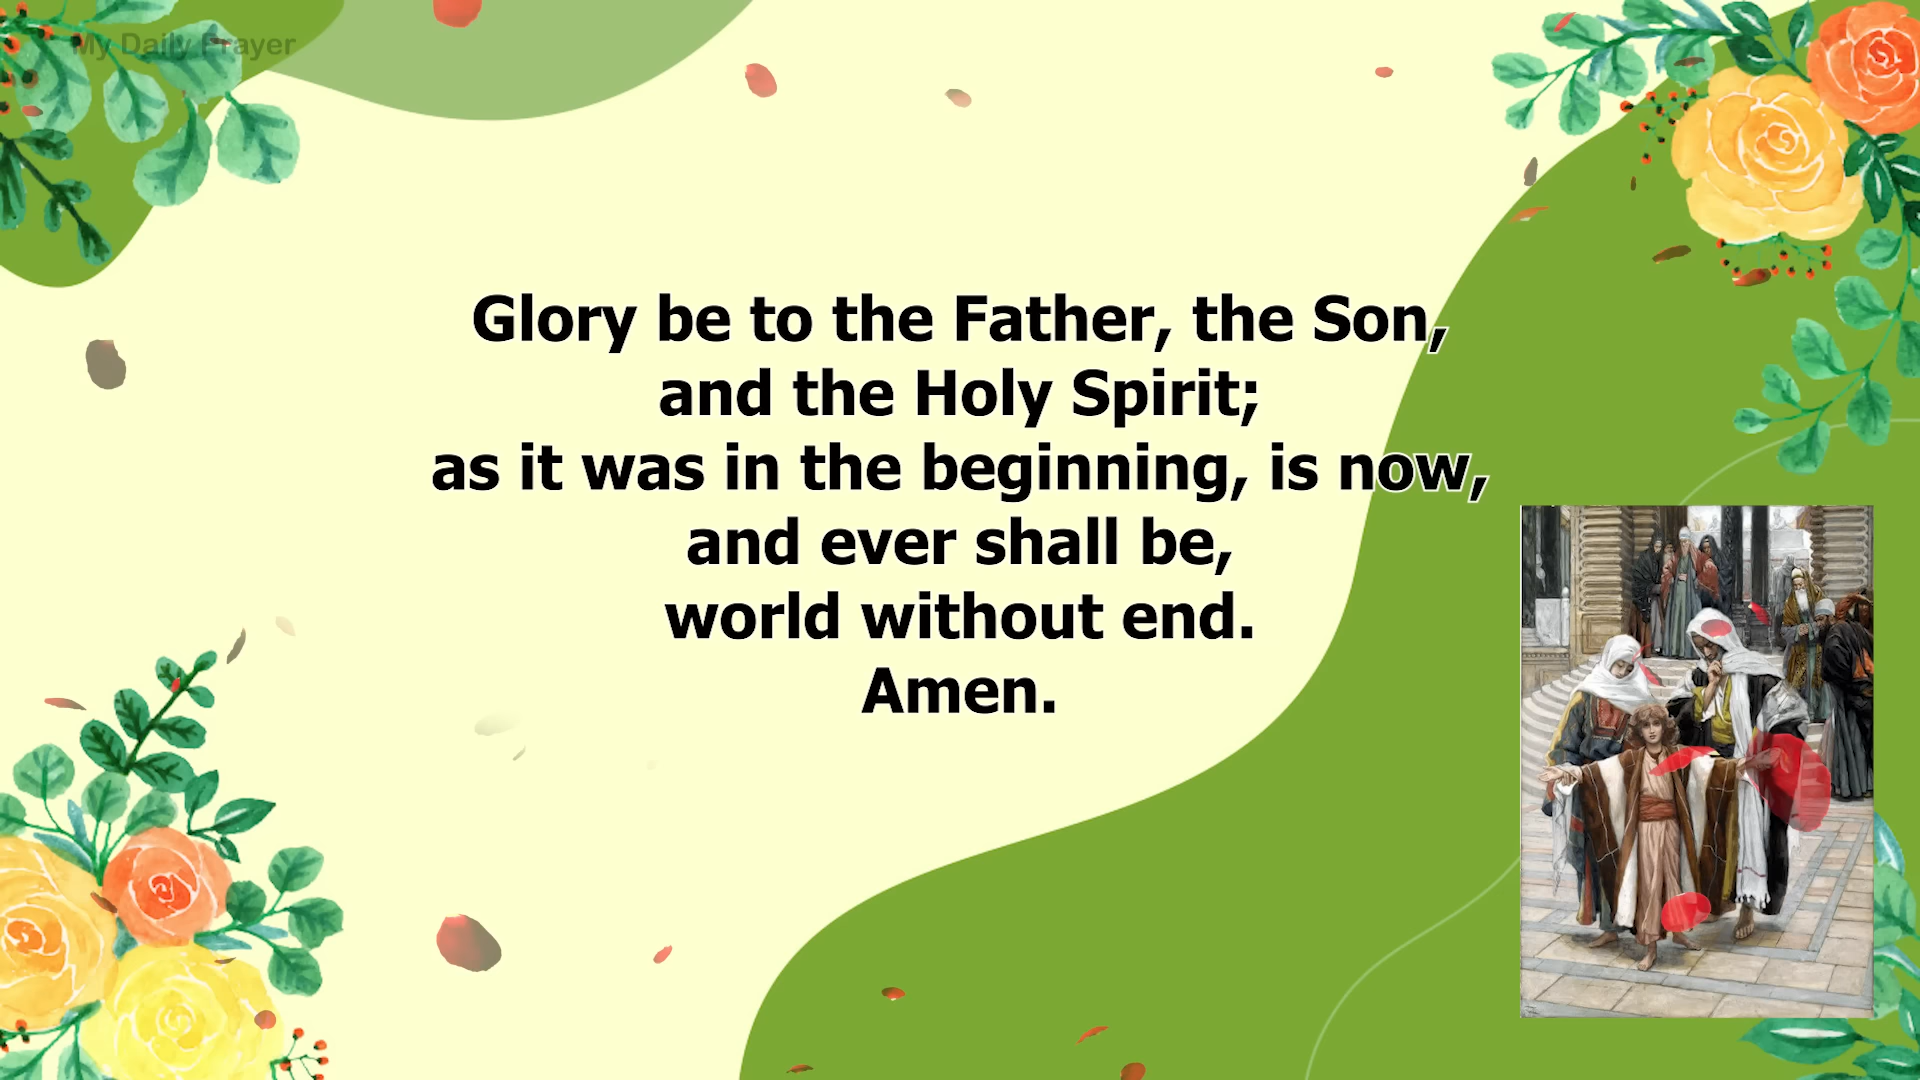 My Daily Prayer
Glory be to the Father, the Son,
and the Holy Spirit;
as it was in the beginning, is now,
and ever shall be,
world without end.
Amen.